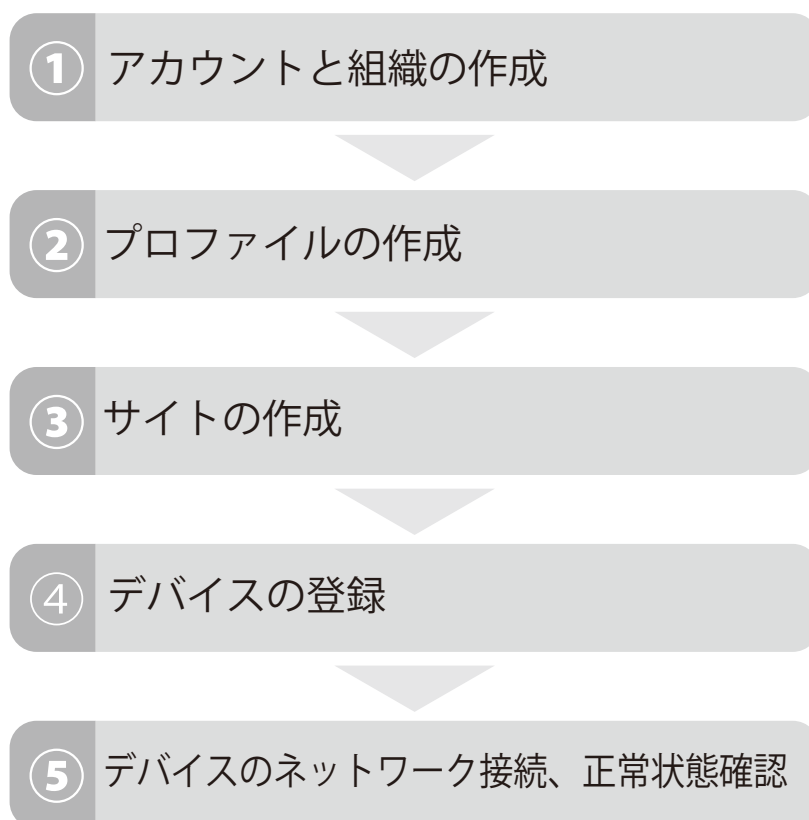 ① アカウントと組織の作成
② プロファイルの作成
③ サイトの作成
④ デバイスの登録
⑤ デバイスのネットワーク接続、正常状態確認